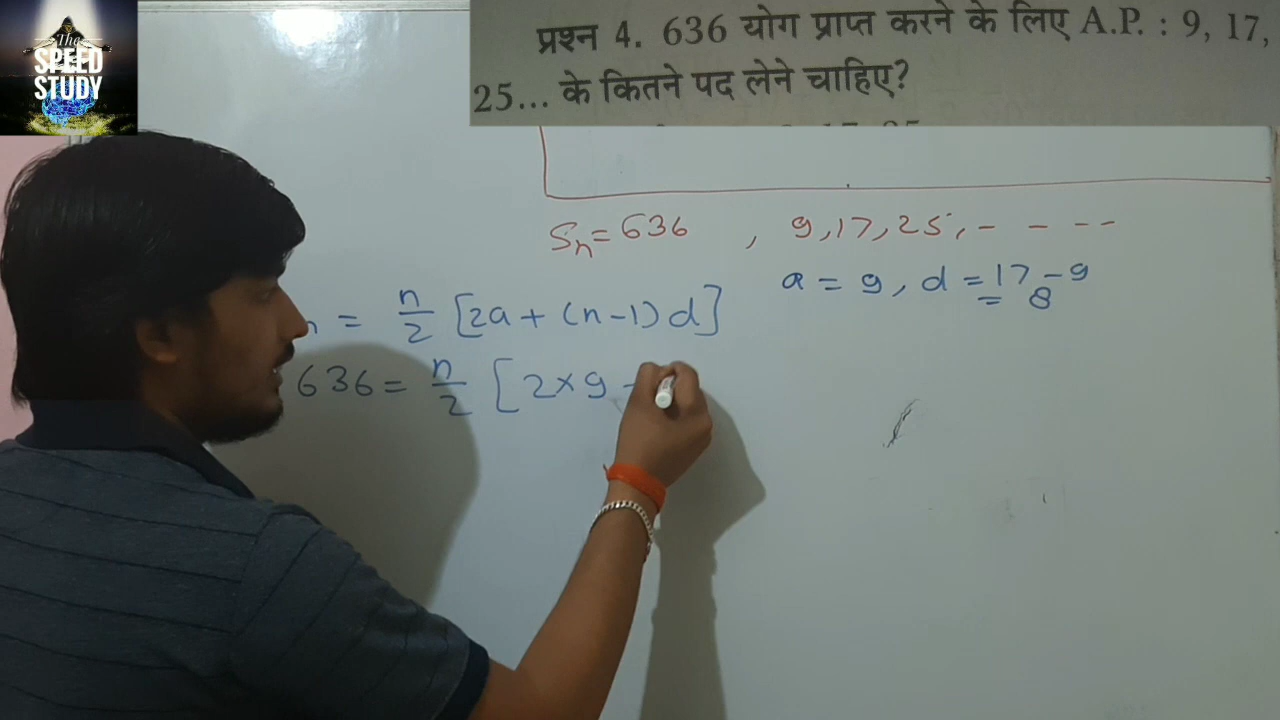 The
SPEED
STUDY
प्रश्न 4. 636 योग प्राप्त करने के लिए A.P. : 9, 17,
25... के कितने पद लेने चाहिए?
Sn = 636 , 9, 17, 25, - - - -
a = 9, d = 17 - 9
= 8
n = n/2 [2a + (n-1) d]
636 = n/2 [2 × 9